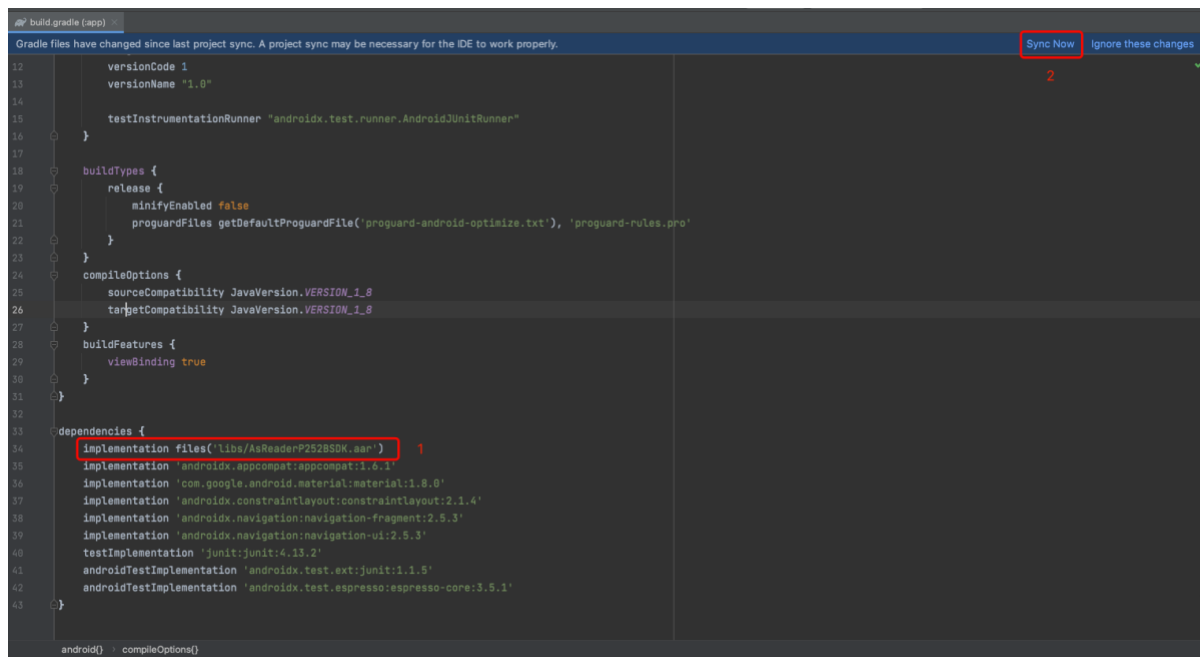 build.gradle (:app)
Gradle files have changed since last project sync. A project sync may be necessary for the IDE to work properly. Sync Now Ignore these changes
2
12 versionCode 1
13 versionName "1.0"
14
15 testInstrumentationRunner "androidx.test.runner.AndroidJUnitRunner"
16 }
17
18 buildTypes {
19 release {
20 minifyEnabled false
21 proguardFiles getDefaultProguardFile('proguard-android-optimize.txt'), 'proguard-rules.pro'
22 }
23 }
24 compileOptions {
25 sourceCompatibility JavaVersion.VERSION_1_8
26 targetCompatibility JavaVersion.VERSION_1_8
27 }
28 buildFeatures {
29 viewBinding true
30 }
31 }
32
33 dependencies {
34 implementation files('libs/AsReaderP252BSDK.aar') 1
35 implementation 'androidx.appcompat:appcompat:1.6.1'
36 implementation 'com.google.android.material:material:1.8.0'
37 implementation 'androidx.constraintlayout:constraintlayout:2.1.4'
38 implementation 'androidx.navigation:navigation-fragment:2.5.3'
39 implementation 'androidx.navigation:navigation-ui:2.5.3'
40 testImplementation 'junit:junit:4.13.2'
41 androidTestImplementation 'androidx.test.ext:junit:1.1.5'
42 androidTestImplementation 'androidx.test.espresso:espresso-core:3.5.1'
43 }
android{} › compileOptions{}